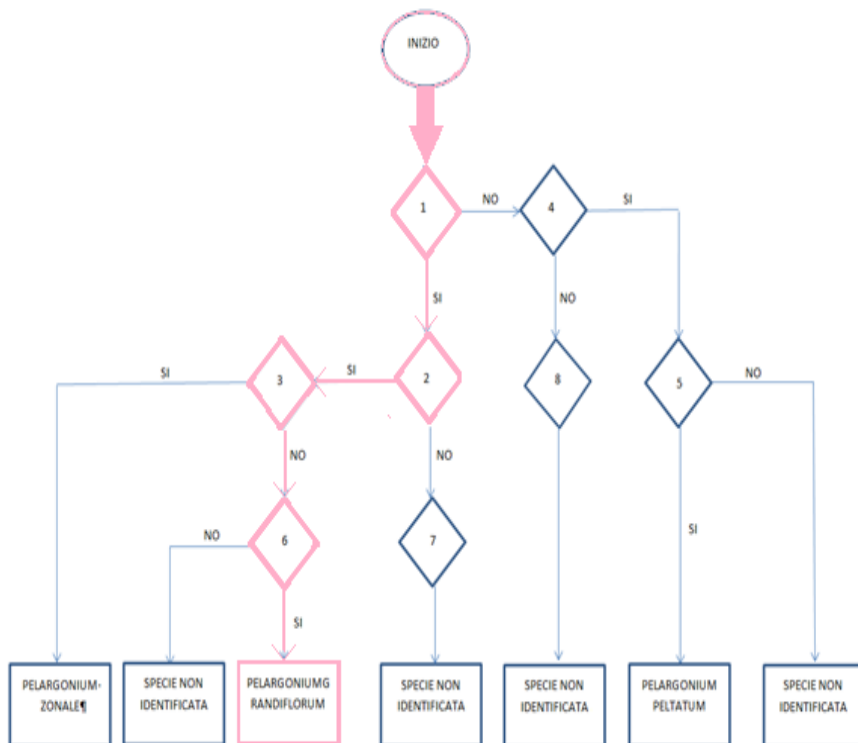 INIZIO
1
NO
4
SI
SI
NO
SI
3
SI
2
8
5
NO
NO
NO
6
NO
7
SI
SI
PELARGONIUM-
ZONALE¶
SPECIE NON
IDENTIFICATA
PELARGONIUMG
RANDIFLORUM
SPECIE NON
IDENTIFICATA
SPECIE NON
IDENTIFICATA
PELARGONIUM
PELTATUM
SPECIE NON
IDENTIFICATA